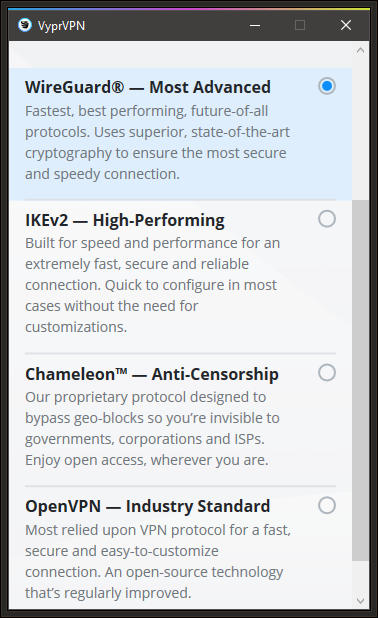 VyprVPN
WireGuard® — Most Advanced
Fastest, best performing, future-of-all
protocols. Uses superior, state-of-the-art
cryptography to ensure the most secure
and speedy connection.
IKEv2 — High-Performing
Built for speed and performance for an
extremely fast, secure and reliable
connection. Quick to configure in most
cases without the need for
customizations.
Chameleon™ — Anti-Censorship
Our proprietary protocol designed to
bypass geo-blocks so you’re invisible to
governments, corporations and ISPs.
Enjoy open access, wherever you are.
OpenVPN — Industry Standard
Most relied upon VPN protocol for a fast,
secure and easy-to-customize
connection. An open-source technology
that’s regularly improved.